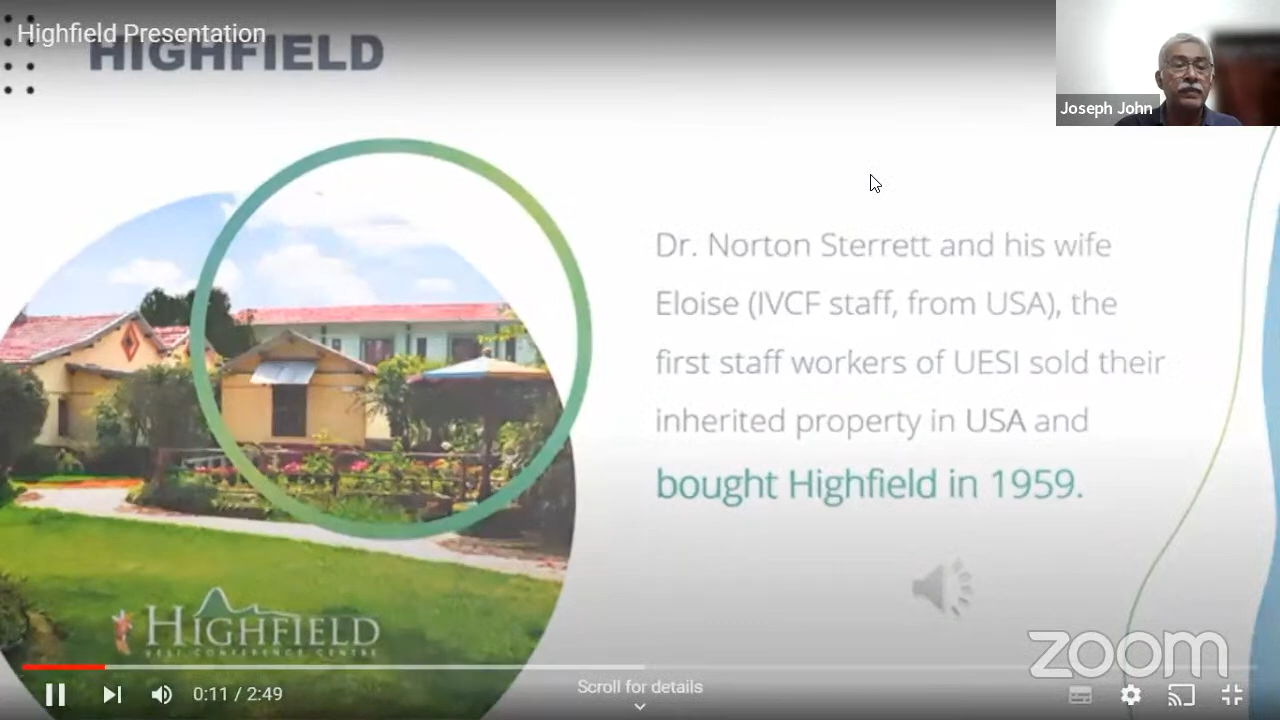 Highfield Presentation
HIGHFIELD
Joseph John
Dr. Norton Sterrett and his wife
Eloise (IVCF staff, from USA), the
first staff workers of UESI sold their
inherited property in USA and
bought Highfield in 1959.
HIGHFIELD
UESI CONFERENCE CENTRE
zoom
0:11 / 2:49
Scroll for details